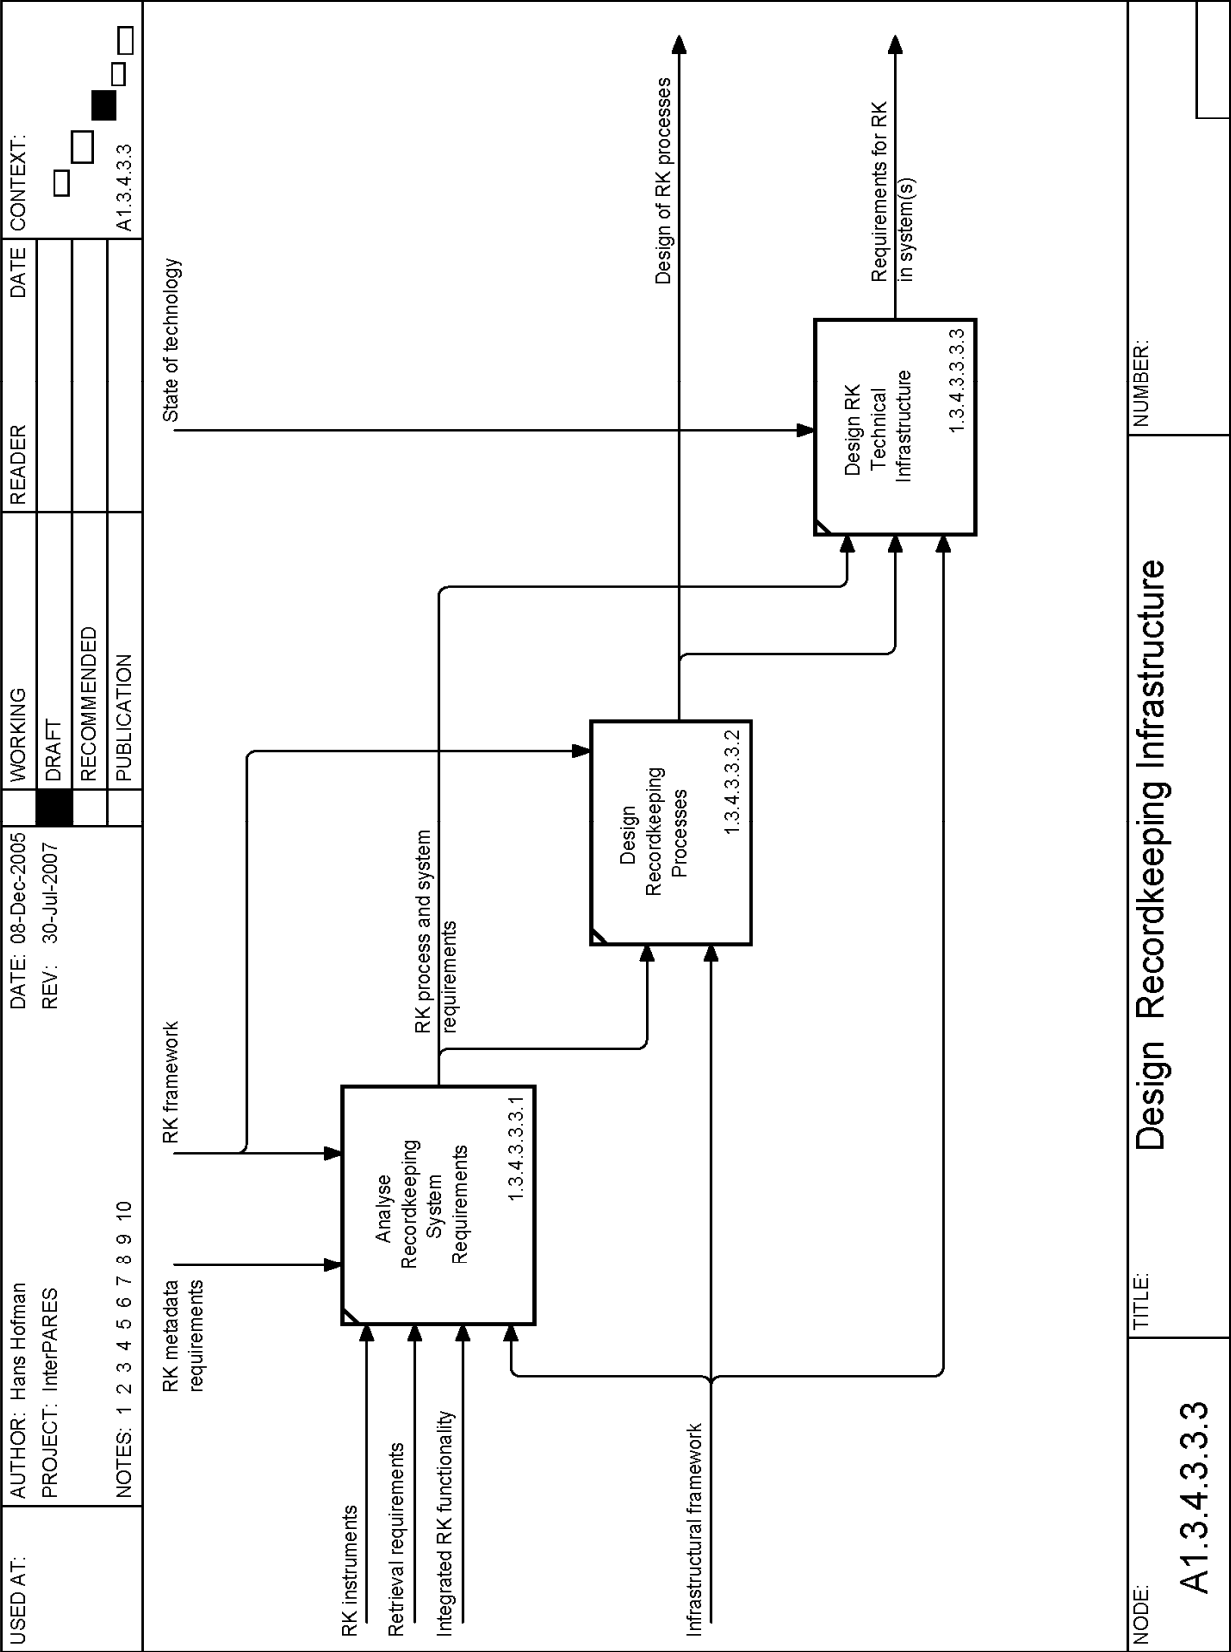 USED AT:
AUTHOR: Hans Hofman
PROJECT: InterPARES
NOTES: 1 2 3 4 5 6 7 8 9 10
DATE: 08-Dec-2005
REV: 30-Jul-2007
WORKING
DRAFT
RECOMMENDED
PUBLICATION
READER
DATE
CONTEXT:
A1.3.4.3.3
RK metadata
requirements
RK framework
State of technology
RK instruments
Retrieval requirements
Integrated RK functionality
Infrastructural framework
Analyse
Recordkeeping
System
Requirements
1.3.4.3.3.3.1
RK process and system
requirements
Design
Recordkeeping
Processes
1.3.4.3.3.3.2
Design RK
Technical
Infrastructure
1.3.4.3.3.3.3
Design of RK processes
Requirements for RK
in system(s)
NODE:
A1.3.4.3.3.3
TITLE:
Design Recordkeeping Infrastructure
NUMBER: